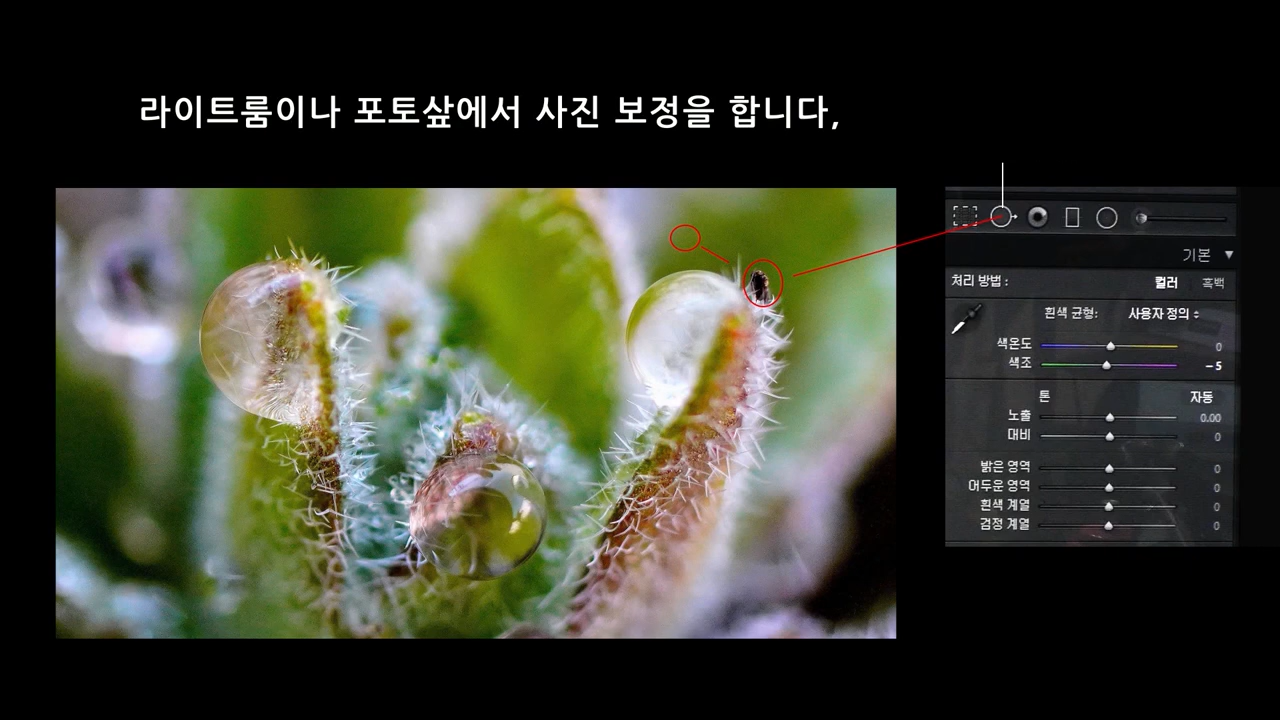 라이트룸이나 포토샾에서 사진 보정을 합니다,
기본
처리 방법 : 컬러 흑백
흰색 균형: 사용자 정의
색온도 0
색조 -5
톤 자동
노출 0.00
대비 0
밝은 영역 0
머두운 영역 0
흰색 계열 0
검정 계열 0